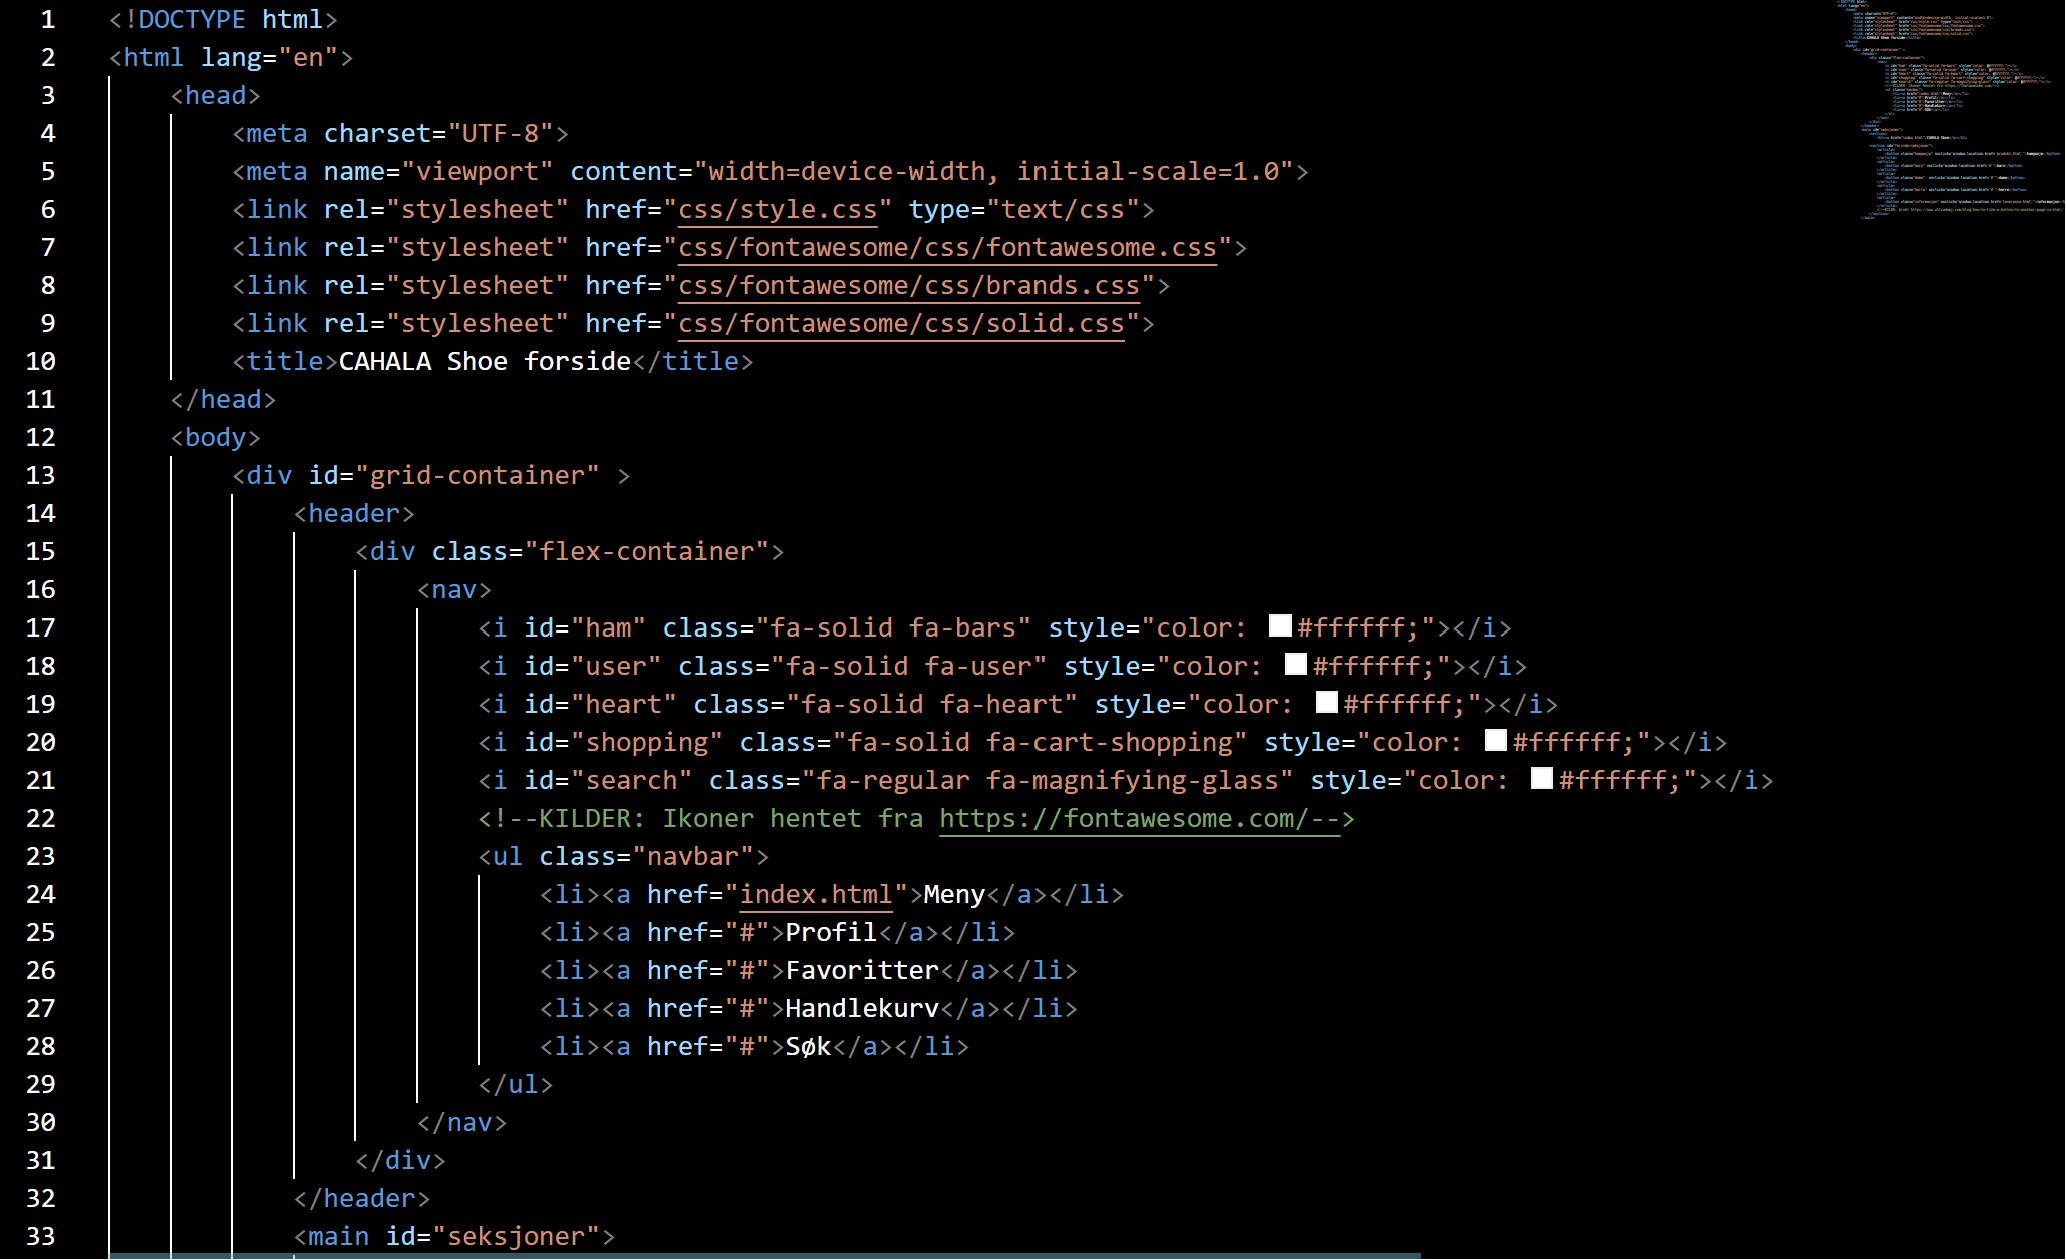 1 <!DOCTYPE html>
2 <html lang="en">
3 <head>
4 <meta charset="UTF-8">
5 <meta name="viewport" content="width=device-width, initial-scale=1.0">
6 <link rel="stylesheet" href="css/style.css" type="text/css">
7 <link rel="stylesheet" href="css/fontawesome/css/fontawesome.css">
8 <link rel="stylesheet" href="css/fontawesome/css/brands.css">
9 <link rel="stylesheet" href="css/fontawesome/css/solid.css">
10 <title>CAHALA Shoe forside</title>
11 </head>
12 <body>
13 <div id="grid-container" >
14 <header>
15 <div class="flex-container">
16 <nav>
17 <i id="ham" class="fa-solid fa-bars" style="color: #ffffff;"></i>
18 <i id="user" class="fa-solid fa-user" style="color: #ffffff;"></i>
19 <i id="heart" class="fa-solid fa-heart" style="color: #ffffff;"></i>
20 <i id="shopping" class="fa-solid fa-cart-shopping" style="color: #ffffff;"></i>
21 <i id="search" class="fa-regular fa-magnifying-glass" style="color: #ffffff;"></i>
22 <!--KILDER: Ikoner hentet fra https://fontawesome.com/-->
23 <ul class="navbar">
24 <li><a href="index.html">Meny</a></li>
25 <li><a href="#">Profil</a></li>
26 <li><a href="#">Favoritter</a></li>
27 <li><a href="#">Handlekurv</a></li>
28 <li><a href="#">Søk</a></li>
29 </ul>
30 </nav>
31 </div>
32 </header>
33 <main id="seksjoner">